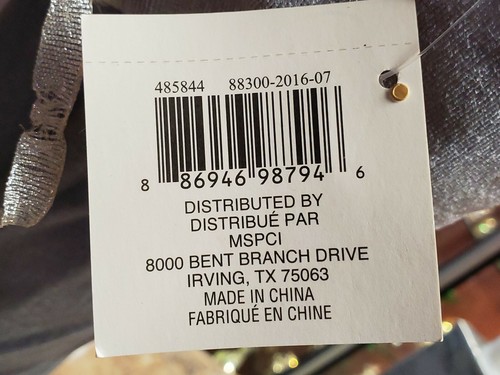 485844 88300-2016-07
8 86946 98794 6
DISTRIBUTED BY
DISTRIBUÉ PAR
MSPCI
8000 BENT BRANCH DRIVE
IRVING, TX 75063
MADE IN CHINA
FABRIQUÉ EN CHINE